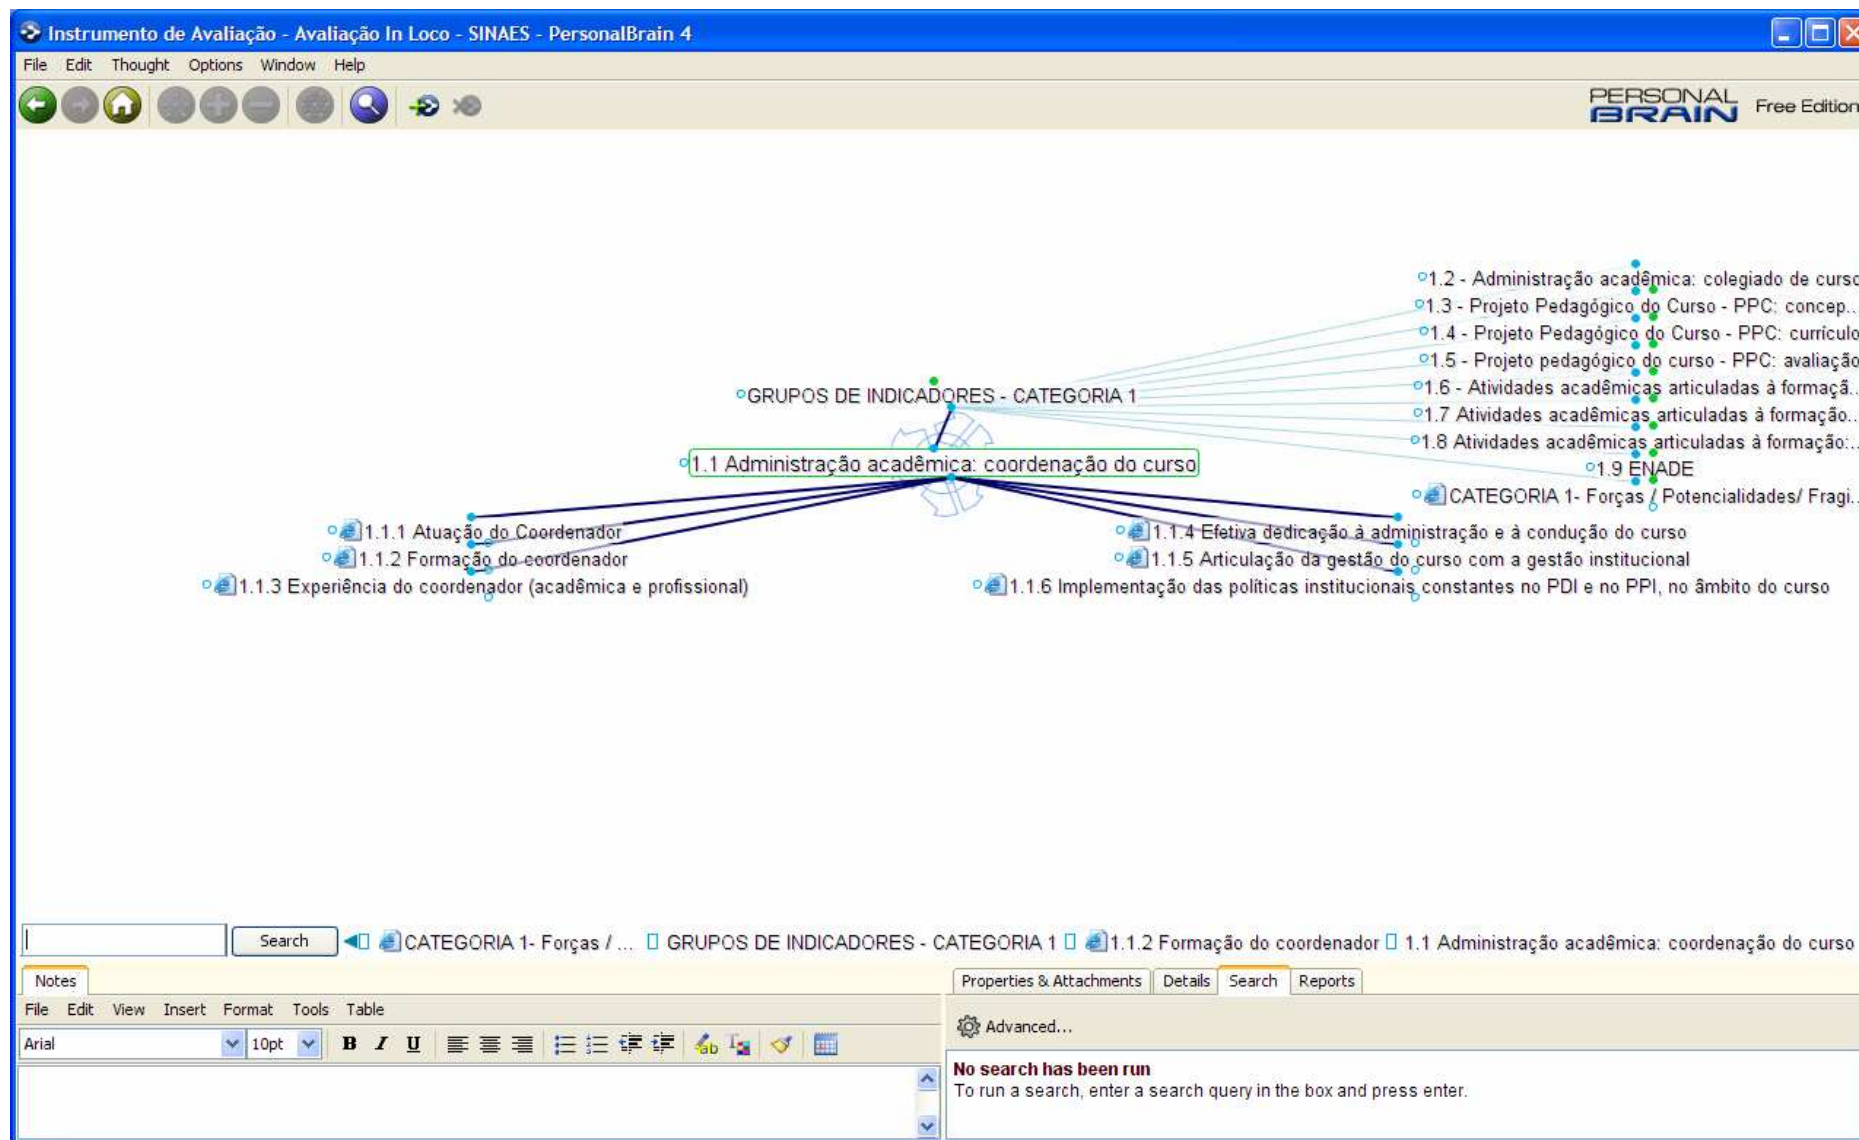 Instrumento de Avaliação - Avaliação In Loco - SINAES - PersonalBrain 4
File Edit Thought Options Window Help
PERSONAL BRAIN Free Edition
1.2 - Administração acadêmica: colegiado de curso
1.3 - Projeto Pedagógico do Curso - PPC: concep...
1.4 - Projeto Pedagógico do Curso - PPC: currículo
1.5 - Projeto pedagógico do curso - PPC: avaliação
1.6 - Atividades acadêmicas articuladas à formaçã...
1.7 Atividades acadêmicas articuladas à formação...
1.8 Atividades acadêmicas articuladas à formação:...
1.9 ENADE
CATEGORIA 1- Forças / Potencialidades/ Fragi...
GRUPOS DE INDICADORES - CATEGORIA 1
1.1 Administração acadêmica: coordenação do curso
1.1.1 Atuação do Coordenador
1.1.2 Formação do coordenador
1.1.3 Experiência do coordenador (acadêmica e profissional)
1.1.4 Efetiva dedicação à administração e à condução do curso
1.1.5 Articulação da gestão do curso com a gestão institucional
1.1.6 Implementação das políticas institucionais constantes no PDI e no PPI, no âmbito do curso
Search CATEGORIA 1- Forças / ... GRUPOS DE INDICADORES - CATEGORIA 1 1.1.2 Formação do coordenador 1.1 Administração acadêmica: coordenação do curso
Notes
File Edit View Insert Format Tools Table
Arial 10pt B I U ab T
Properties & Attachments Details Search Reports
Advanced...
No search has been run
To run a search, enter a search query in the box and press enter.